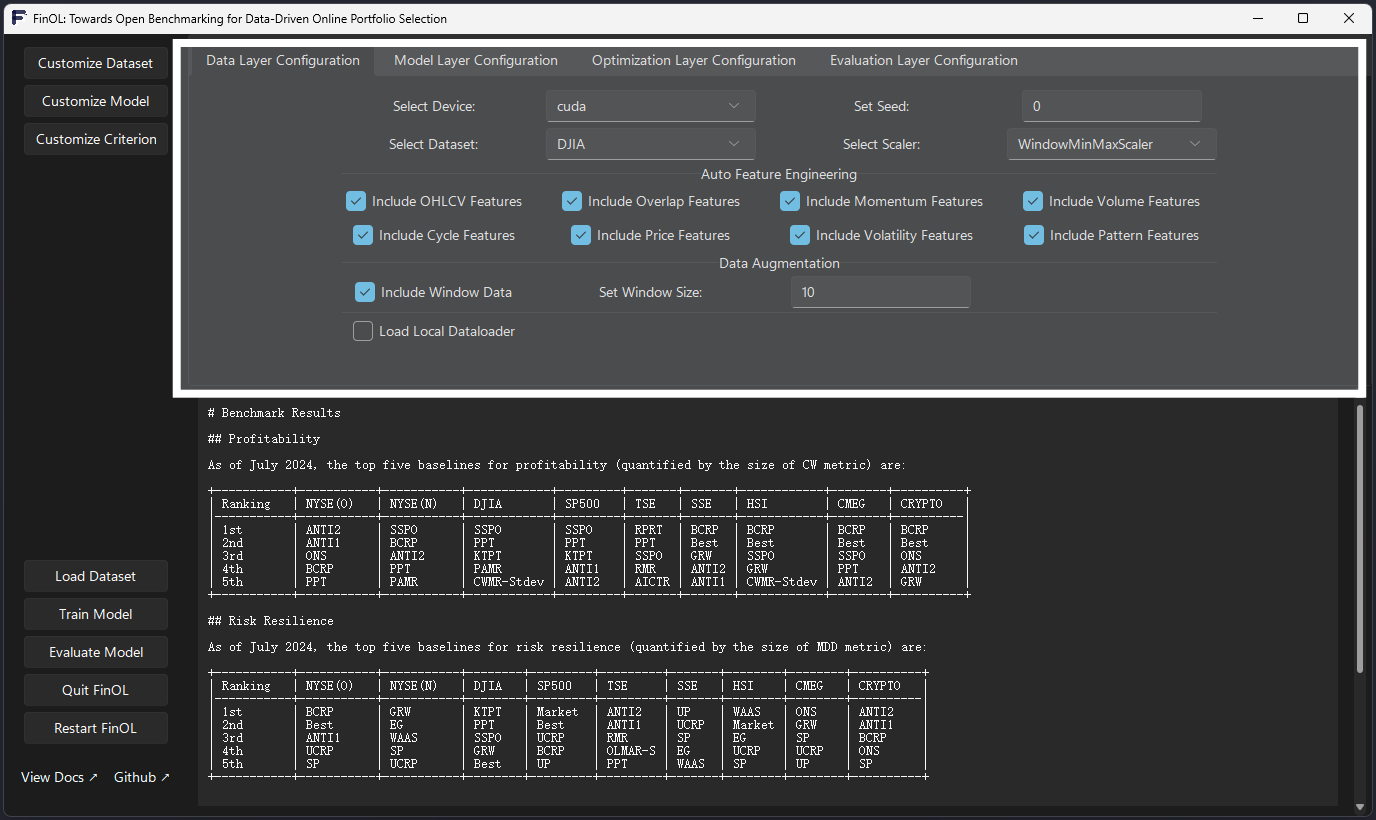 FinOL: Towards Open Benchmarking for Data-Driven Online Portfolio Selection
Customize Dataset
Customize Model
Customize Criterion
Data Layer Configuration Model Layer Configuration Optimization Layer Configuration Evaluation Layer Configuration
Select Device: cuda Set Seed: 0
Select Dataset: DJIA Select Scaler: WindowMinMaxScaler
Auto Feature Engineering
Include OHLCV Features Include Overlap Features Include Momentum Features Include Volume Features
Include Cycle Features Include Price Features Include Volatility Features Include Pattern Features
Data Augmentation
Include Window Data Set Window Size: 10
Load Local Dataloader
# Benchmark Results
## Profitability
As of July 2024, the top five baselines for profitability (quantified by the size of CW metric) are:
Ranking | NYSE(O) | NYSE(N) | DJIA | SP500 | TSE | SSE | HSI | CMEG | CRYPTO
1st | ANTI2 | SSPO | SSPO | SSPO | RPRT | BCRP | BCRP | BCRP | BCRP
2nd | ANTI1 | BCRP | PPT | PPT | PPT | Best | Best | Best | Best
3rd | ONS | ANTI2 | KTPT | KTPT | SSPO | GRW | SSPO | SSPO | ONS
4th | BCRP | PPT | PAMR | ANTI1 | RMR | ANTI2 | GRW | PPT | ANTI2
5th | PPT | PAMR | CWMR-Stdev | ANTI2 | AICTR | ANTI1 | CWMR-Stdev | ANTI2 | GRW
## Risk Resilience
As of July 2024, the top five baselines for risk resilience (quantified by the size of MDD metric) are:
Ranking | NYSE(O) | NYSE(N) | DJIA | SP500 | TSE | SSE | HSI | CMEG | CRYPTO
1st | BCRP | GRW | KTPT | Market | ANTI2 | UP | WAAS | ONS | ANTI2
2nd | Best | EG | PPT | Best | ANTI1 | UCRP | Market | GRW | ANTI1
3rd | ANTI1 | WAAS | SSPO | UCRP | RMR | SP | EG | SP | BCRP
4th | UCRP | SP | GRW | BCRP | OLMAR-S | EG | UCRP | UCRP | ONS
5th | SP | UCRP | Best | UP | PPT | WAAS | SP | UP | SP
Load Dataset
Train Model
Evaluate Model
Quit FinOL
Restart FinOL
View Docs ↗ Github ↗